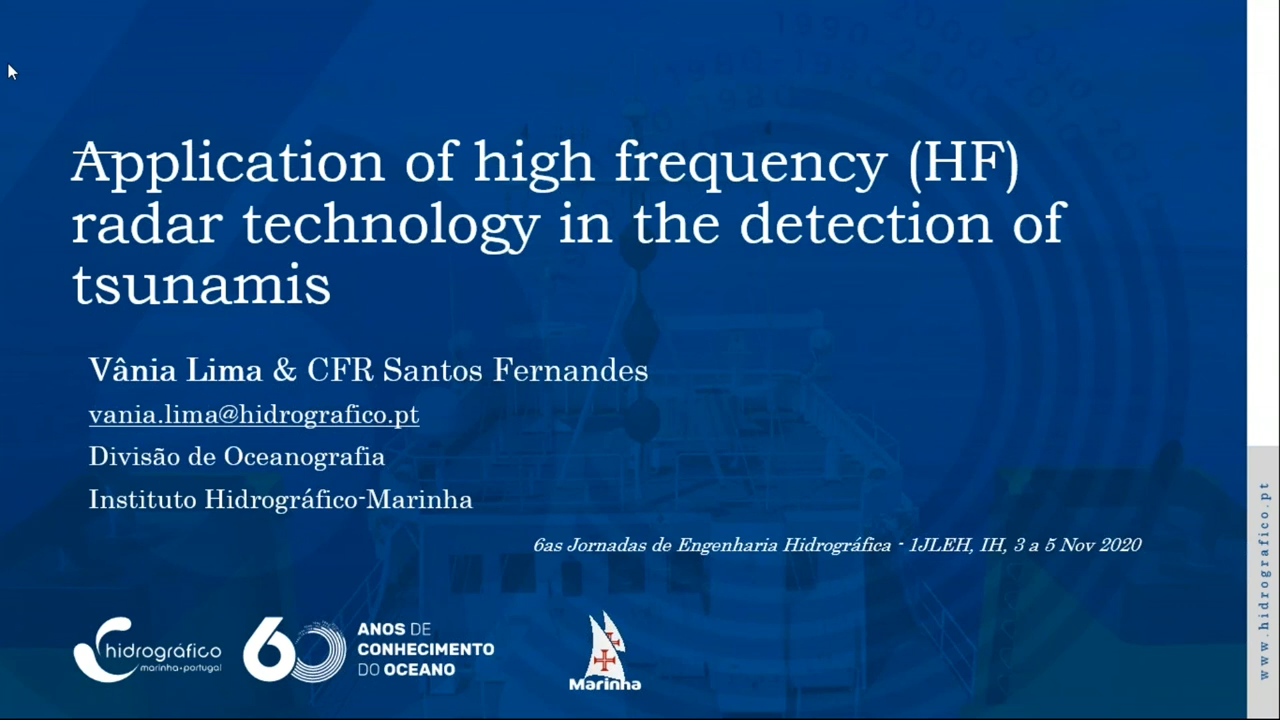 Application of high frequency (HF)
radar technology in the detection of
tsunamis
Vânia Lima & CFR Santos Fernandes
vania.lima@hidrografico.pt
Divisão de Oceanografia
Instituto Hidrográfico-Marinha
6as Jornadas de Engenharia Hidrográfica - 1JLEH, IH, 3 a 5 Nov 2020
hidrográfico
marinha•portugal
60
ANOS DE
CONHECIMENTO
DO OCEANO
Marinha
www.hidrografico.pt